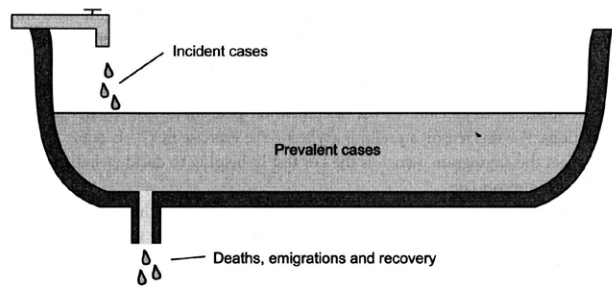 Incident cases
Prevalent cases
Deaths, emigrations and recovery